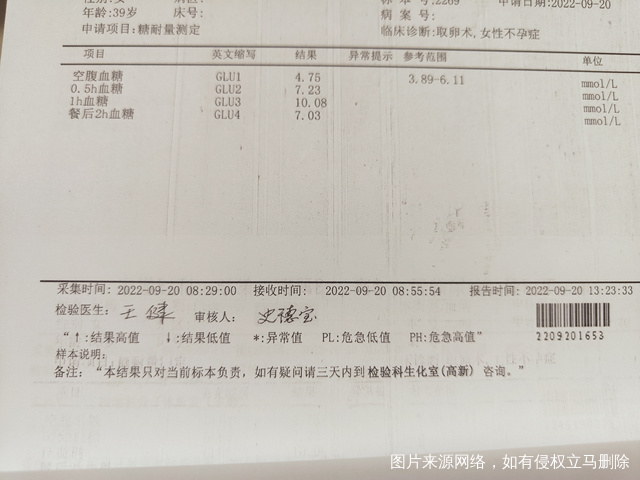 年龄:39岁 床号: 病案号:
申请日期:2022-09-20
申请项目:糖耐量测定 临床诊断:取卵术,女性不孕症
项目 英文缩写 结果 异常提示 参考范围 单位
空腹血糖 GLU1 4.75 3.89-6.11 mmol/L
0.5h血糖 GLU2 7.23 mmol/L
1h血糖 GLU3 10.08 mmol/L
餐后2h血糖 GLU4 7.03 mmol/L
采集时间: 2022-09-20 08:29:00 接收时间: 2022-09-20 08:55:54 报告时间: 2022-09-20 13:23:33
检验医生: 王健 审核人: 史德宝
“↑:结果高值 ↓:结果低值 *:异常值 PL:危急低值 PH:危急高值”
2209201653
样本说明:
备注: “本结果只对当前标本负责,如有疑问请三天内到检验科生化室(高新) 咨询。”
图片来源网络，如有侵权立马删除